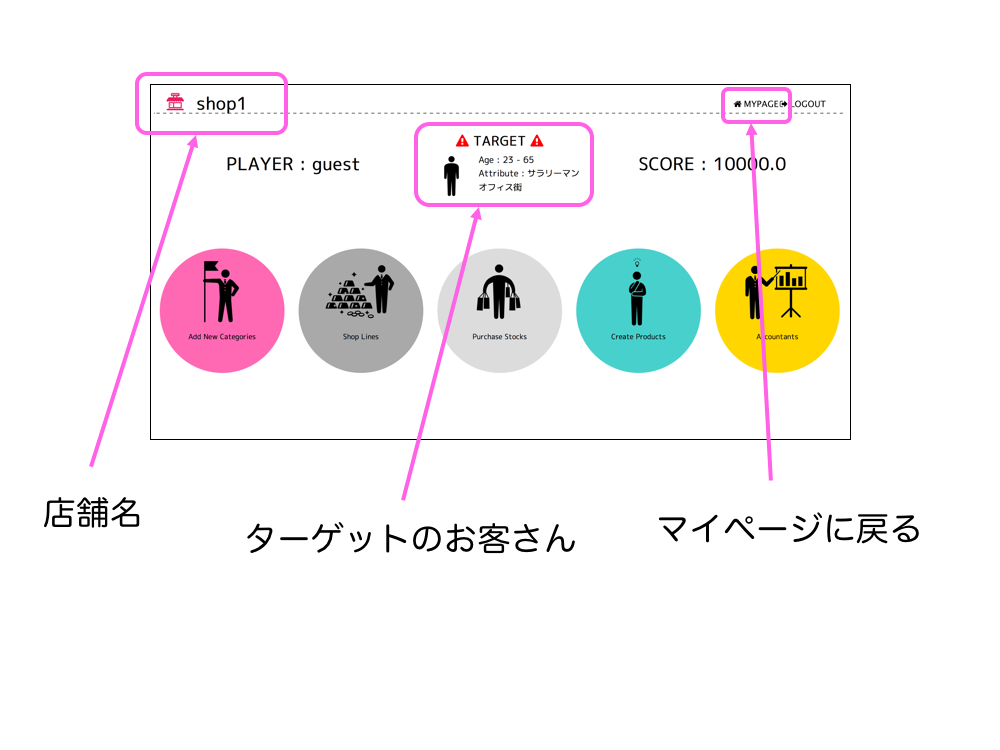 shop1
MYPAGE
LOGOUT
TARGET
PLAYER : guest
Age : 23 - 65
Attribute : サラリーマン
オフィス街
SCORE : 10000.0
Add New Categories
Shop Lines
Purchase Stocks
Create Products
Accountants
店舗名
ターゲットのお客さん
マイページに戻る